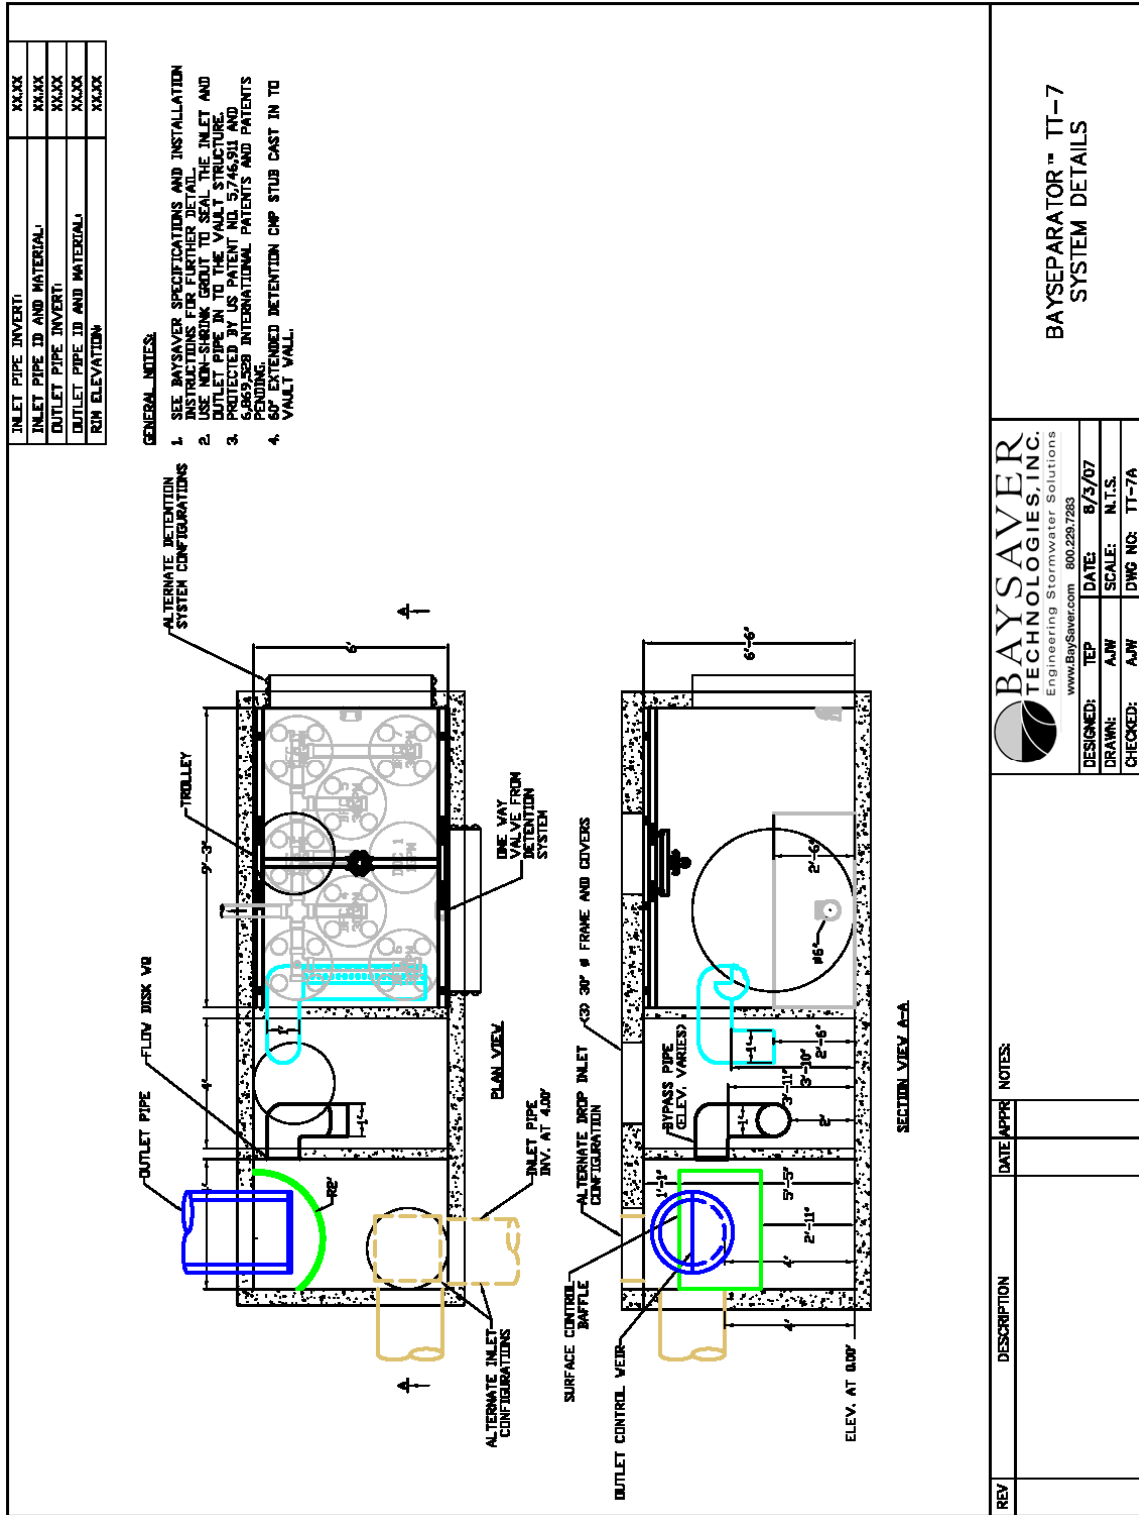 INLET PIPE INVERT: XX.XX
INLET PIPE ID AND MATERIAL: XX.XX
OUTLET PIPE INVERT: XX.XX
OUTLET PIPE ID AND MATERIAL: XX.XX
RIM ELEVATION: XX.XX
GENERAL NOTES:
1. SEE BAYSAVER SPECIFICATIONS AND INSTALLATION
INSTRUCTIONS FOR FURTHER DETAIL.
2. USE NON-SHRINK GROUT TO SEAL THE INLET AND
OUTLET PIPE IN TO THE VAULT STRUCTURE.
3. PROTECTED BY US PATENT NO. 5,746,911 AND
6,869,528 INTERNATIONAL PATENTS AND PATENTS
PENDING.
4. 60" EXTENDED DETENTION CMP STUB CAST IN TO
VAULT WALL.
OUTLET PIPE
FLOW DISK WQ
TROLLEY
ALTERNATE DETENTION
SYSTEM CONFIGURATIONS
4'
9'-3"
6'
A
1'
1'
R2'
PLAN VIEW
INLET PIPE
INV. AT 4.00'
ONE WAY
VALVE FROM
DETENTION
SYSTEM
A
ALTERNATE INLET
CONFIGURATIONS
SURFACE CONTROL
BAFFLE
ALTERNATE DROP INLET
CONFIGURATION
(3) 30" ø FRAME AND COVERS
OUTLET CONTROL WEIR
BYPASS PIPE
(ELEV. VARIES)
1'-1"
1'
1'
6'-6"
4'
4'
2'-11"
5'-5"
2'
3'-11"
3'-10"
2'-6"
ø6"
2'-6"
ELEV. AT 0.00'
SECTION VIEW A-A
REV DESCRIPTION DATE APPR NOTES:
BAYSAVER
TECHNOLOGIES, INC.
Engineering Stormwater Solutions
www.BaySaver.com 800.229.7283
DESIGNED: TEP DATE: 8/3/07
DRAWN: AJW SCALE: N.T.S.
CHECKED: AJW DWG NO: TT-7A
BAYSEPARATOR™ TT-7
SYSTEM DETAILS